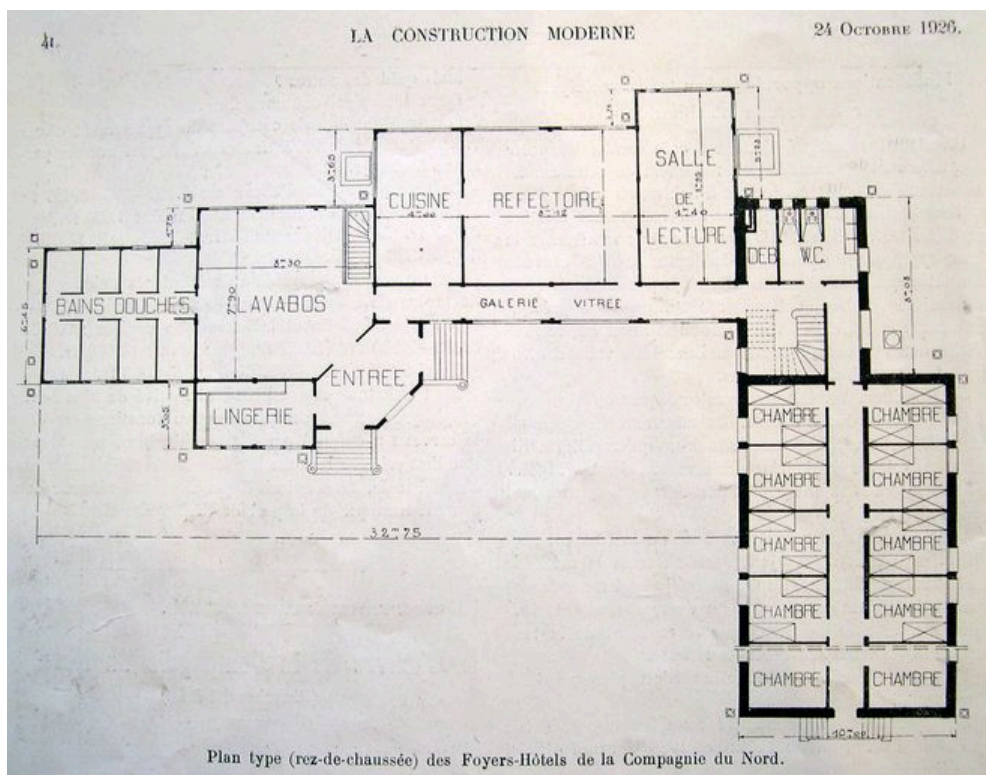 41.
LA CONSTRUCTION MODERNE
24 OCTOBRE 1926.
SALLE
DE
LECTURE
CUISINE
REFECTOIRE
DEB
W.C.
BAINS DOUCHES
LAVABOS
GALERIE VITREE
ENTREE
LINGERIE
CHAMBRE CHAMBRE
CHAMBRE CHAMBRE
CHAMBRE CHAMBRE
CHAMBRE CHAMBRE
CHAMBRE CHAMBRE
32m75
Plan type (rez-de-chaussée) des Foyers-Hôtels de la Compagnie du Nord.